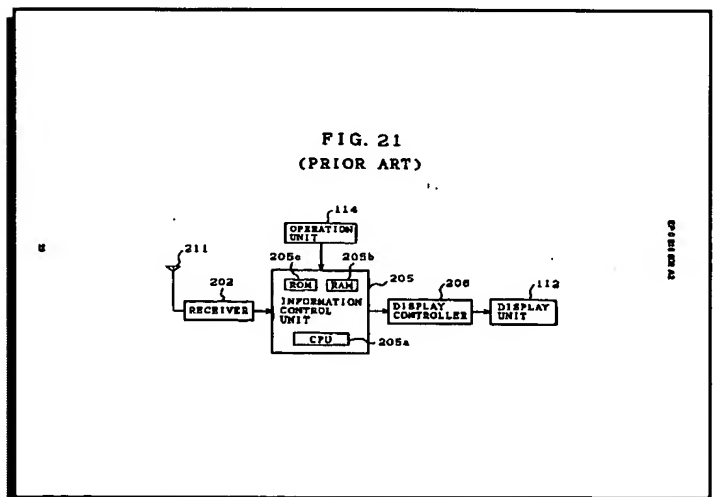 FIG. 21
(PRIOR ART)
114
OPERATION
UNIT
211
205c
205b
ROM
RAM
205
202
RECEIVER
INFORMATION
CONTROL
UNIT
CPU
205a
206
DISPLAY
CONTROLLER
112
DISPLAY
UNIT